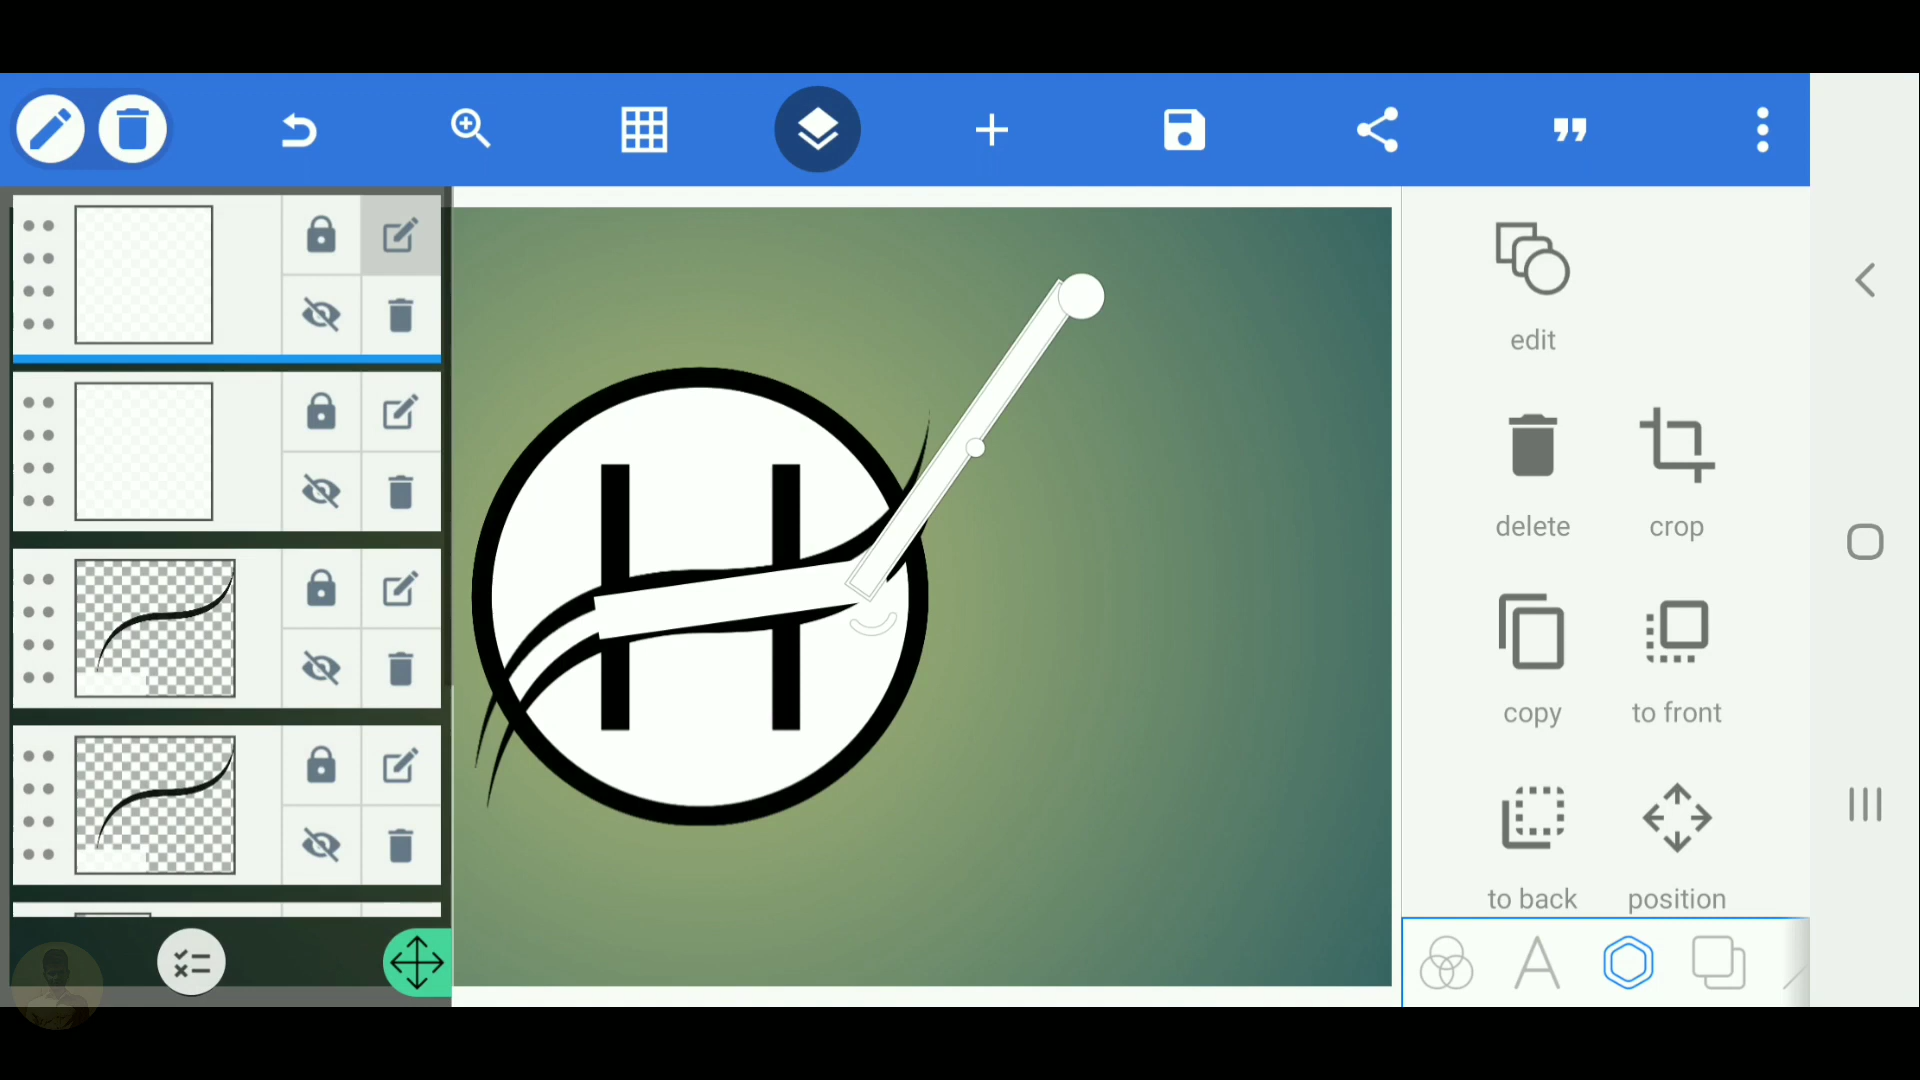 H
edit
delete crop
copy to front
to back position